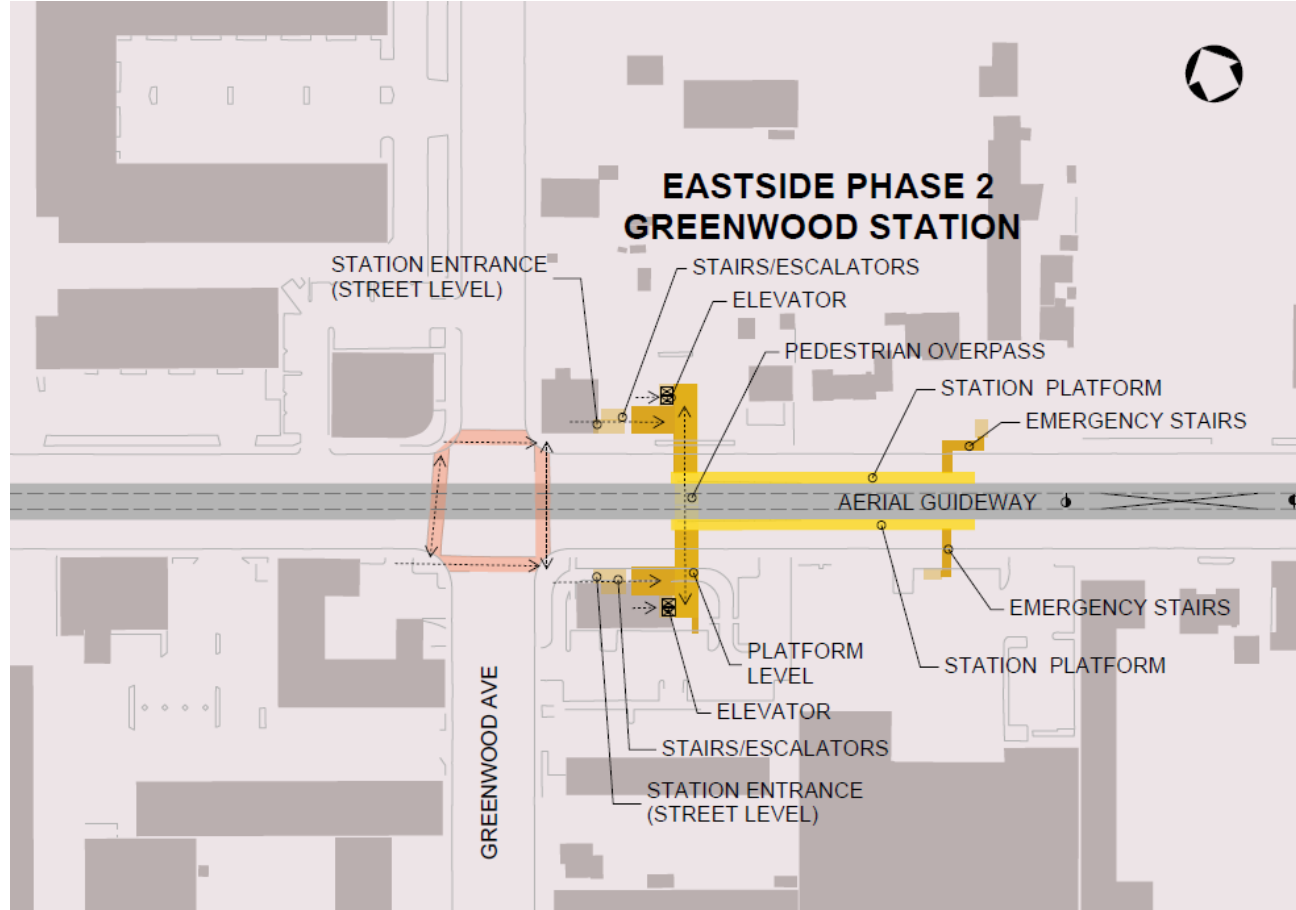 EASTSIDE PHASE 2
GREENWOOD STATION
STATION ENTRANCE
(STREET LEVEL)
STAIRS/ESCALATORS
ELEVATOR
PEDESTRIAN OVERPASS
STATION PLATFORM
EMERGENCY STAIRS
AERIAL GUIDEWAY
EMERGENCY STAIRS
STATION PLATFORM
PLATFORM
LEVEL
ELEVATOR
STAIRS/ESCALATORS
STATION ENTRANCE
(STREET LEVEL)
GREENWOOD AVE